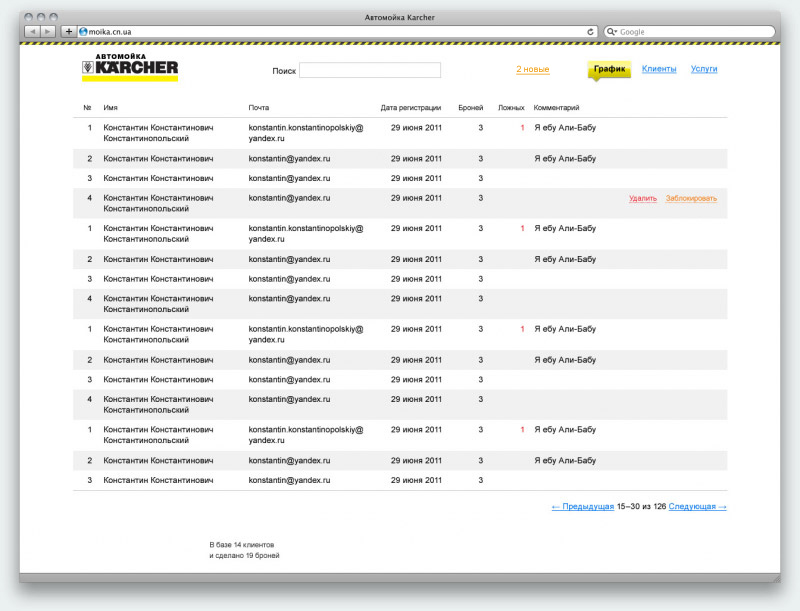 Автомойка Karcher
moika.cn.ua
Google
АВТОМОЙКА
KÄRCHER
Поиск
2 новые
График Клиенты Услуги
№ Имя Почта Дата регистрации Броней Ложных Комментарий
1 Константин Константинович konstantin.konstantinopolskiy@ 29 июня 2011 3 1 Я ебу Али-Бабу
Константинопольский yandex.ru
2 Константин Константинович konstantin@yandex.ru 29 июня 2011 3 Я ебу Али-Бабу
3 Константин Константинович konstantin@yandex.ru 29 июня 2011 3
4 Константин Константинович konstantin@yandex.ru 29 июня 2011 3 Удалить Заблокировать
Константинопольский
1 Константин Константинович konstantin.konstantinopolskiy@ 29 июня 2011 3 1 Я ебу Али-Бабу
Константинопольский yandex.ru
2 Константин Константинович konstantin@yandex.ru 29 июня 2011 3 Я ебу Али-Бабу
3 Константин Константинович konstantin@yandex.ru 29 июня 2011 3
4 Константин Константинович konstantin@yandex.ru 29 июня 2011 3
Константинопольский
1 Константин Константинович konstantin.konstantinopolskiy@ 29 июня 2011 3 1 Я ебу Али-Бабу
Константинопольский yandex.ru
2 Константин Константинович konstantin@yandex.ru 29 июня 2011 3 Я ебу Али-Бабу
3 Константин Константинович konstantin@yandex.ru 29 июня 2011 3
4 Константин Константинович konstantin@yandex.ru 29 июня 2011 3
Константинопольский
1 Константин Константинович konstantin.konstantinopolskiy@ 29 июня 2011 3 1 Я ебу Али-Бабу
Константинопольский yandex.ru
2 Константин Константинович konstantin@yandex.ru 29 июня 2011 3 Я ебу Али-Бабу
3 Константин Константинович konstantin@yandex.ru 29 июня 2011 3
← Предыдущая 15–30 из 126 Следующая →
В базе 14 клиентов
и сделано 19 броней